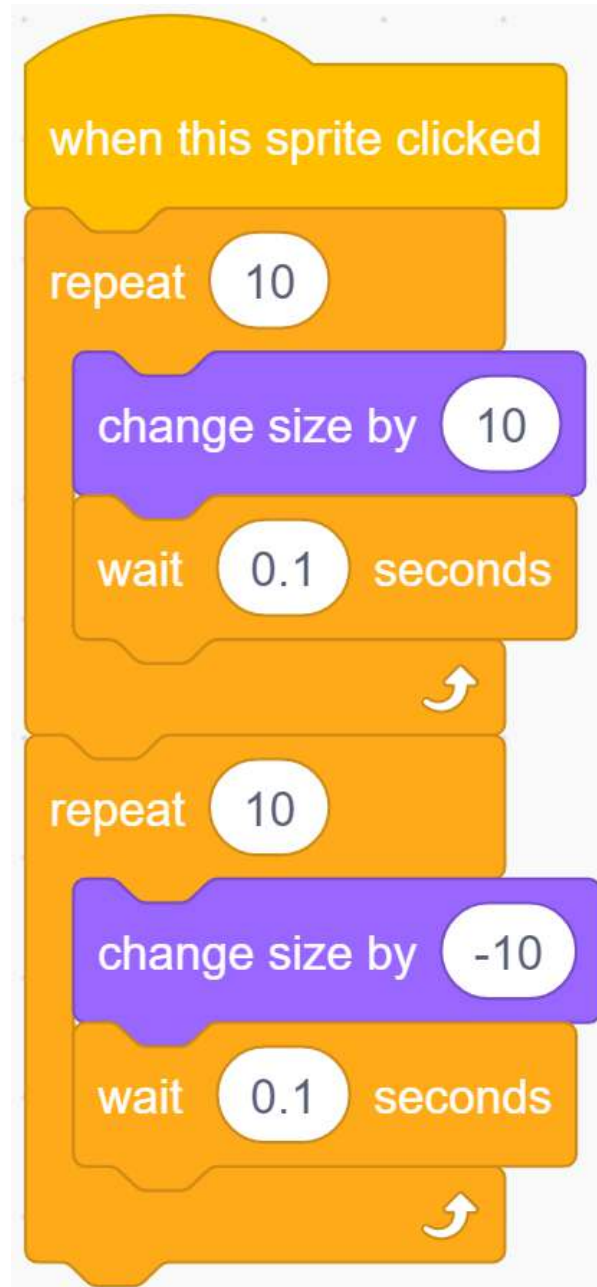 when this sprite clicked
repeat 10
change size by 10
wait 0.1 seconds
repeat 10
change size by -10
wait 0.1 seconds